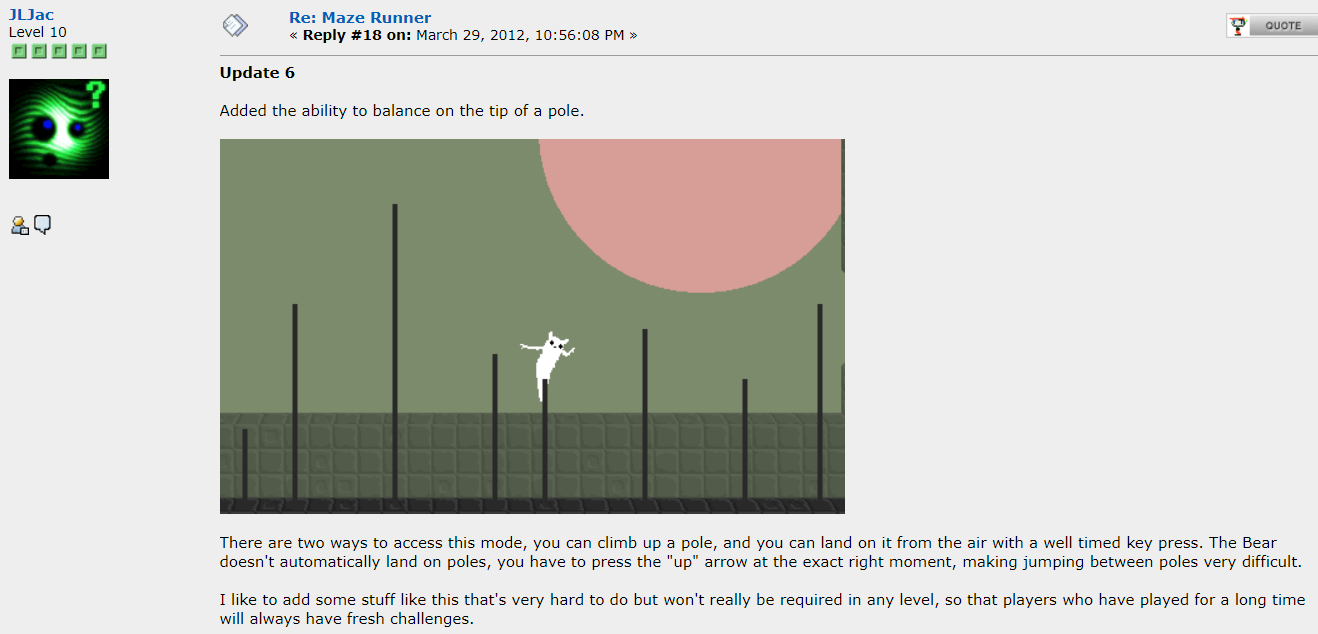 JLJac
Level 10
Re: Maze Runner
« Reply #18 on: March 29, 2012, 10:56:08 PM »
QUOTE
Update 6
Added the ability to balance on the tip of a pole.
There are two ways to access this mode, you can climb up a pole, and you can land on it from the air with a well timed key press. The Bear
doesn't automatically land on poles, you have to press the "up" arrow at the exact right moment, making jumping between poles very difficult.
I like to add some stuff like this that's very hard to do but won't really be required in any level, so that players who have played for a long time
will always have fresh challenges.